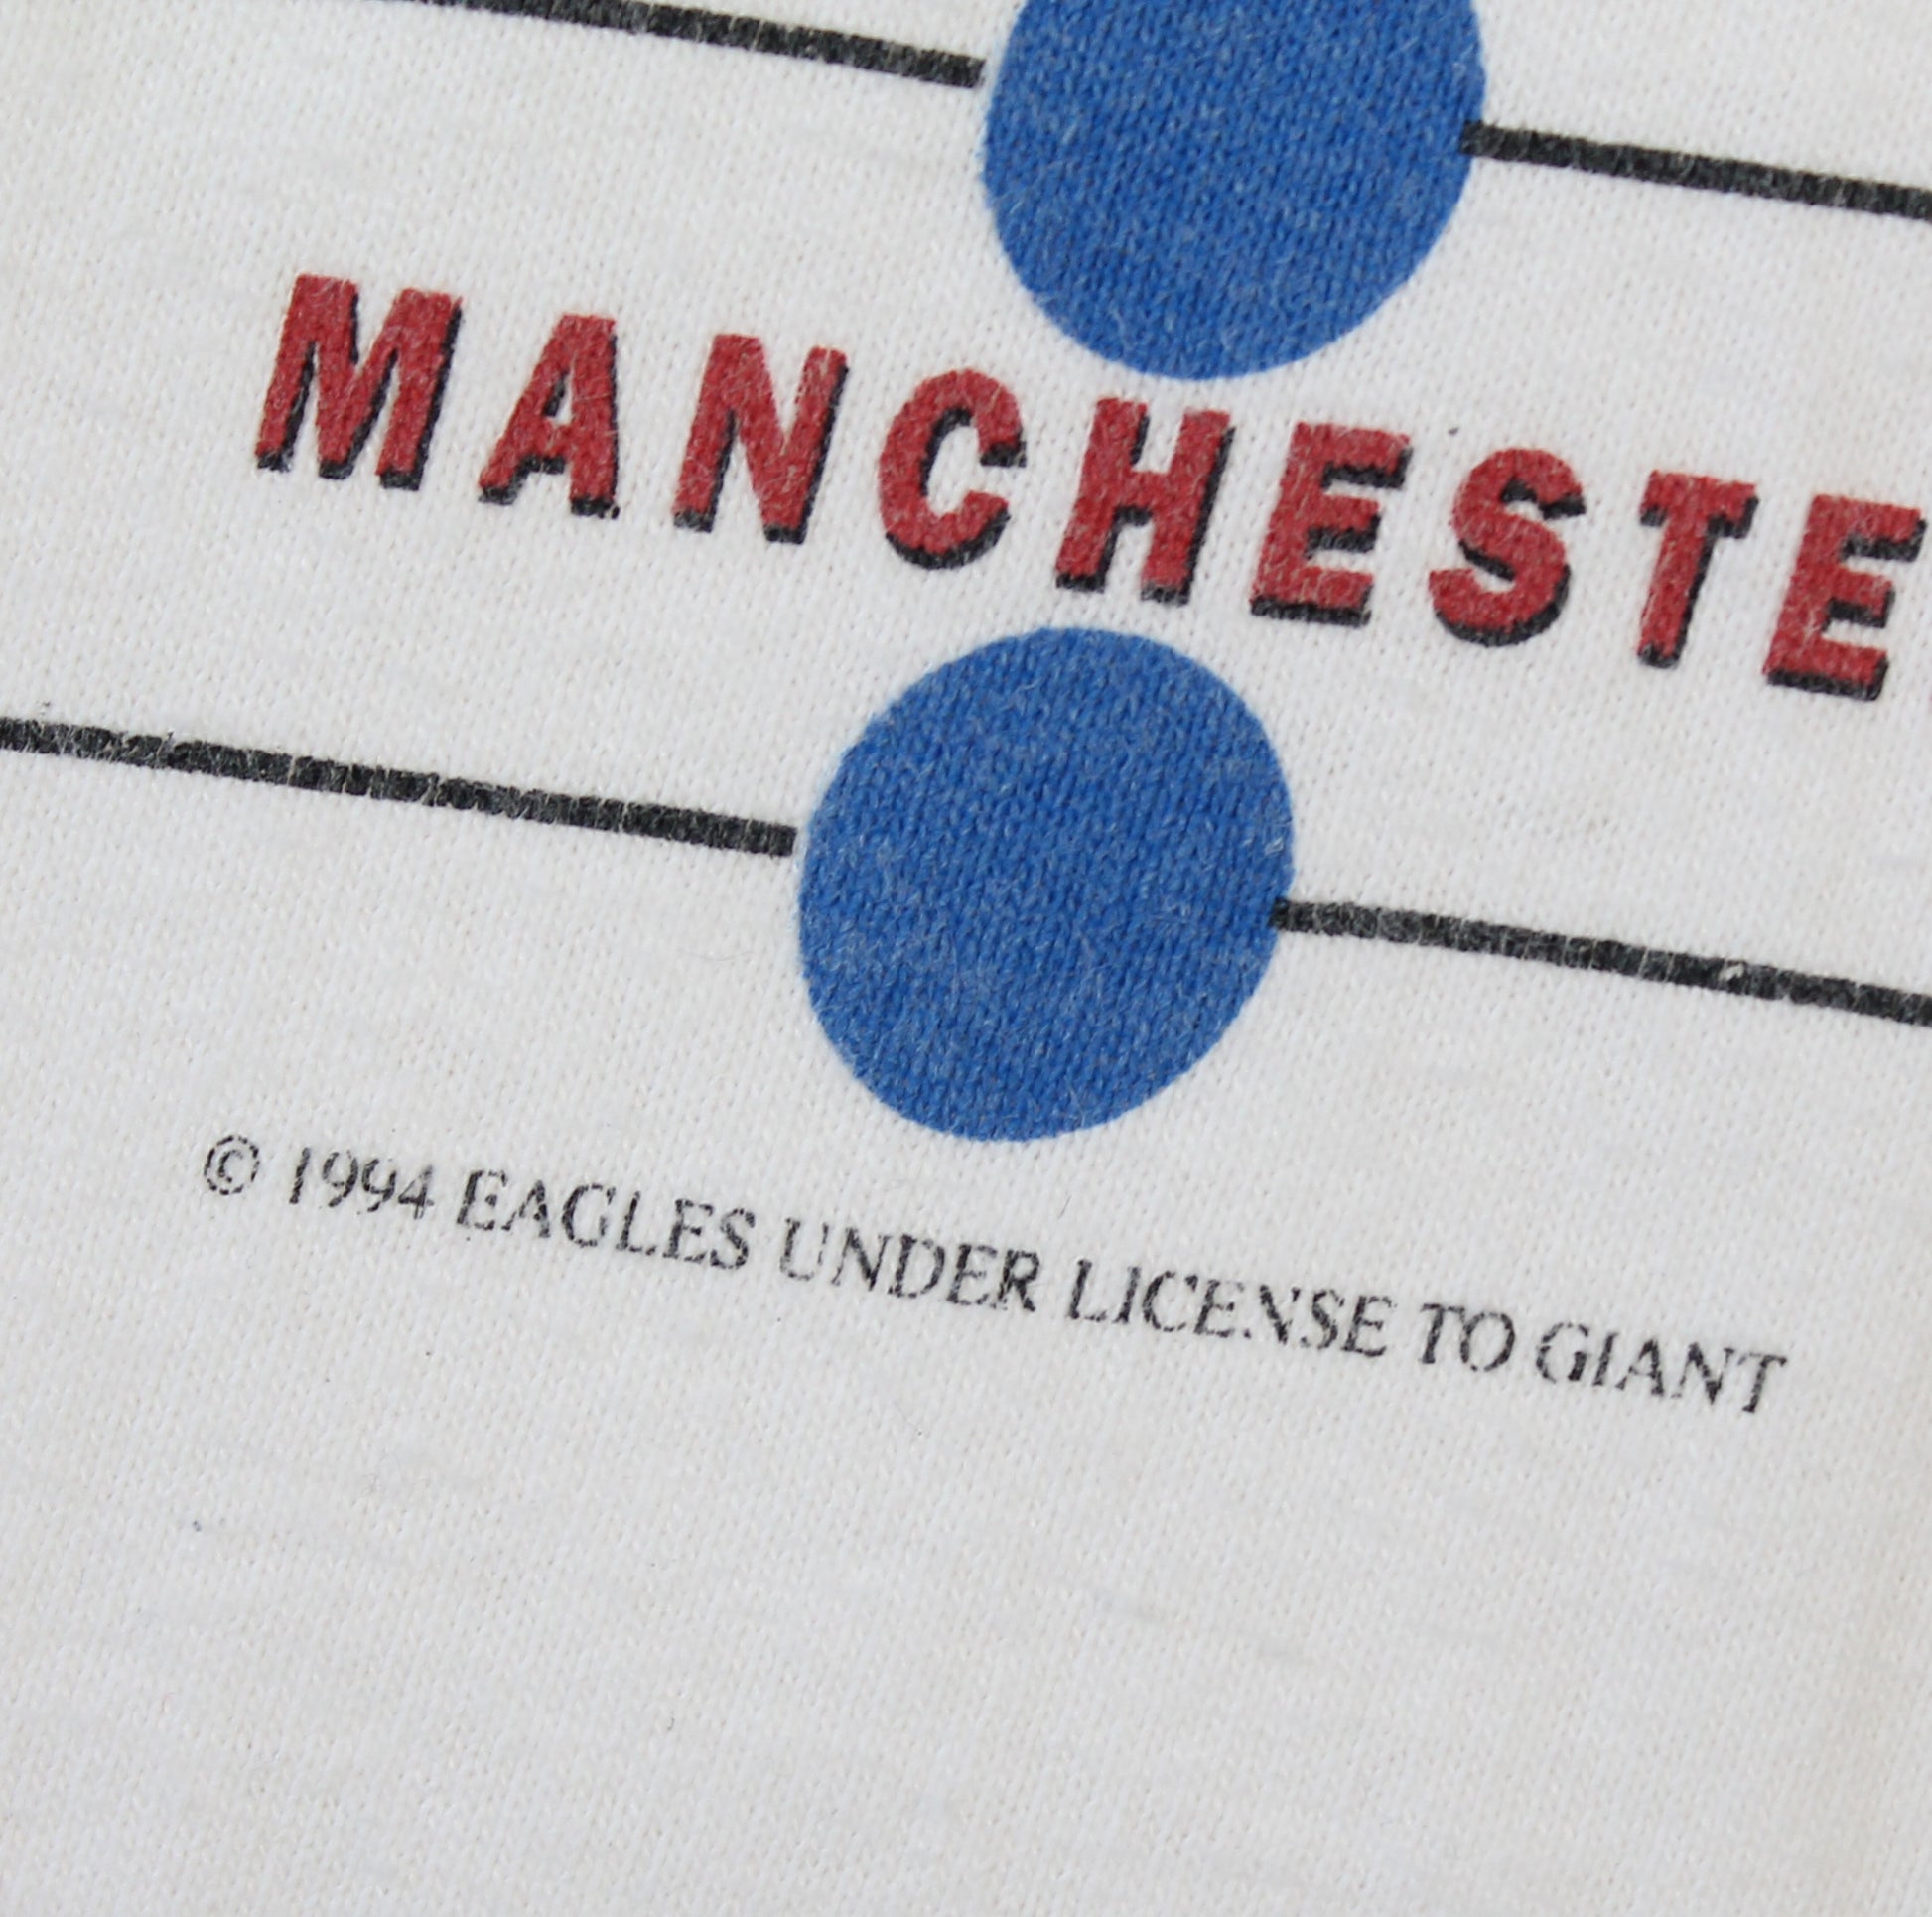 MANCHESTE
© 1994 EAGLES UNDER LICENSE TO GIANT